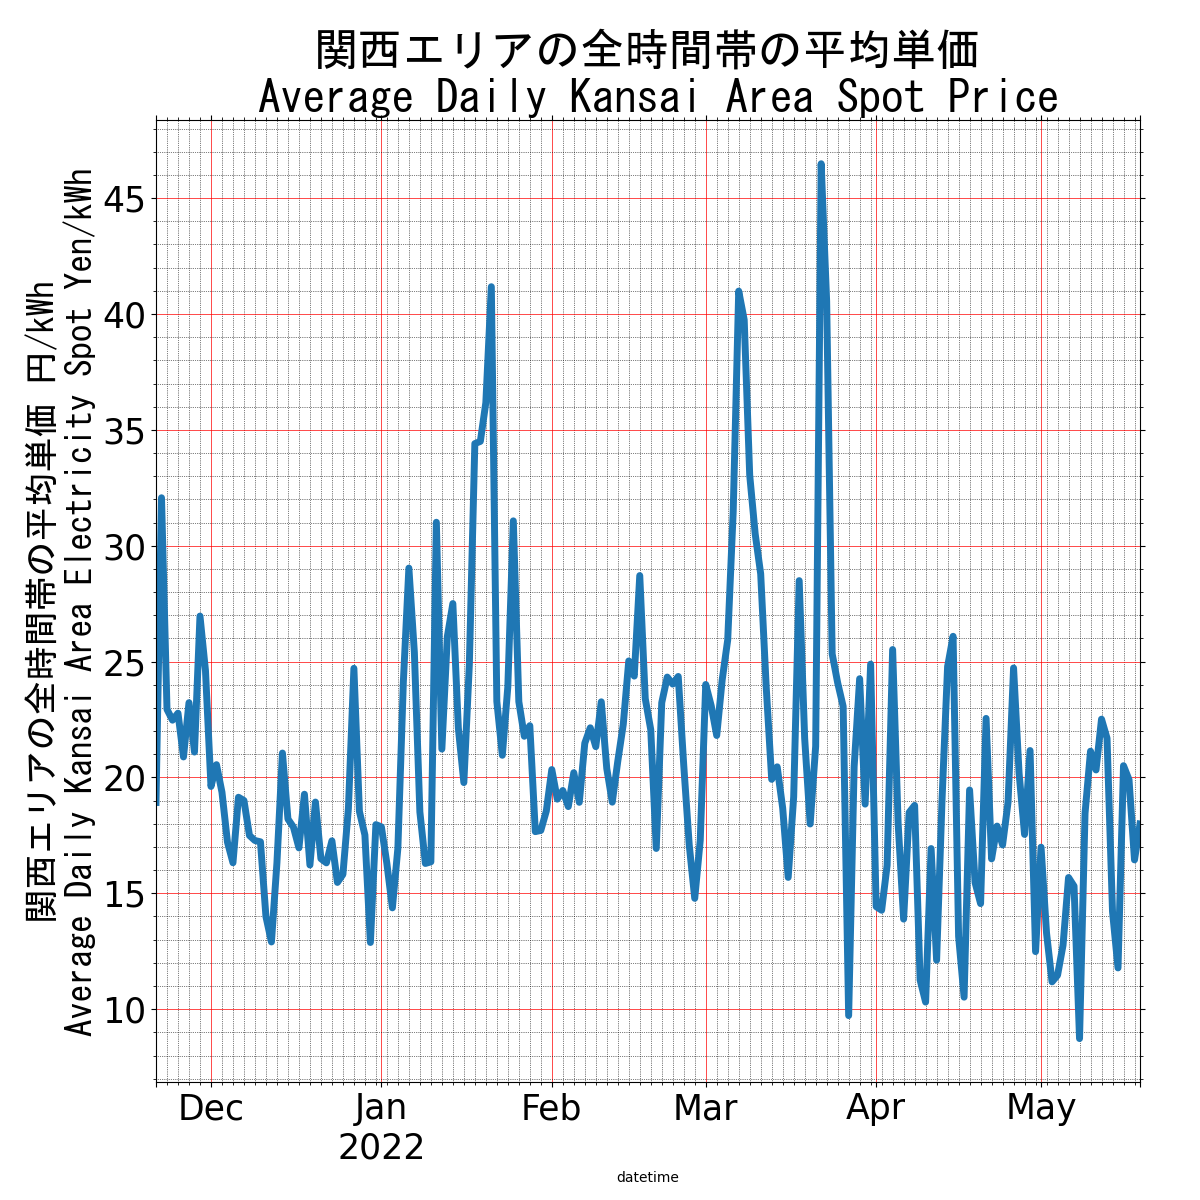 関西エリアの全時間帯の平均単価
Average Daily Kansai Area Spot Price
関西エリアの全時間帯の平均単価 円/kWh
Average Daily Kansai Area Electricity Spot Yen/kWh
45
40
35
30
25
20
15
10
Dec
Jan
2022
Feb
Mar
Apr
May
datetime